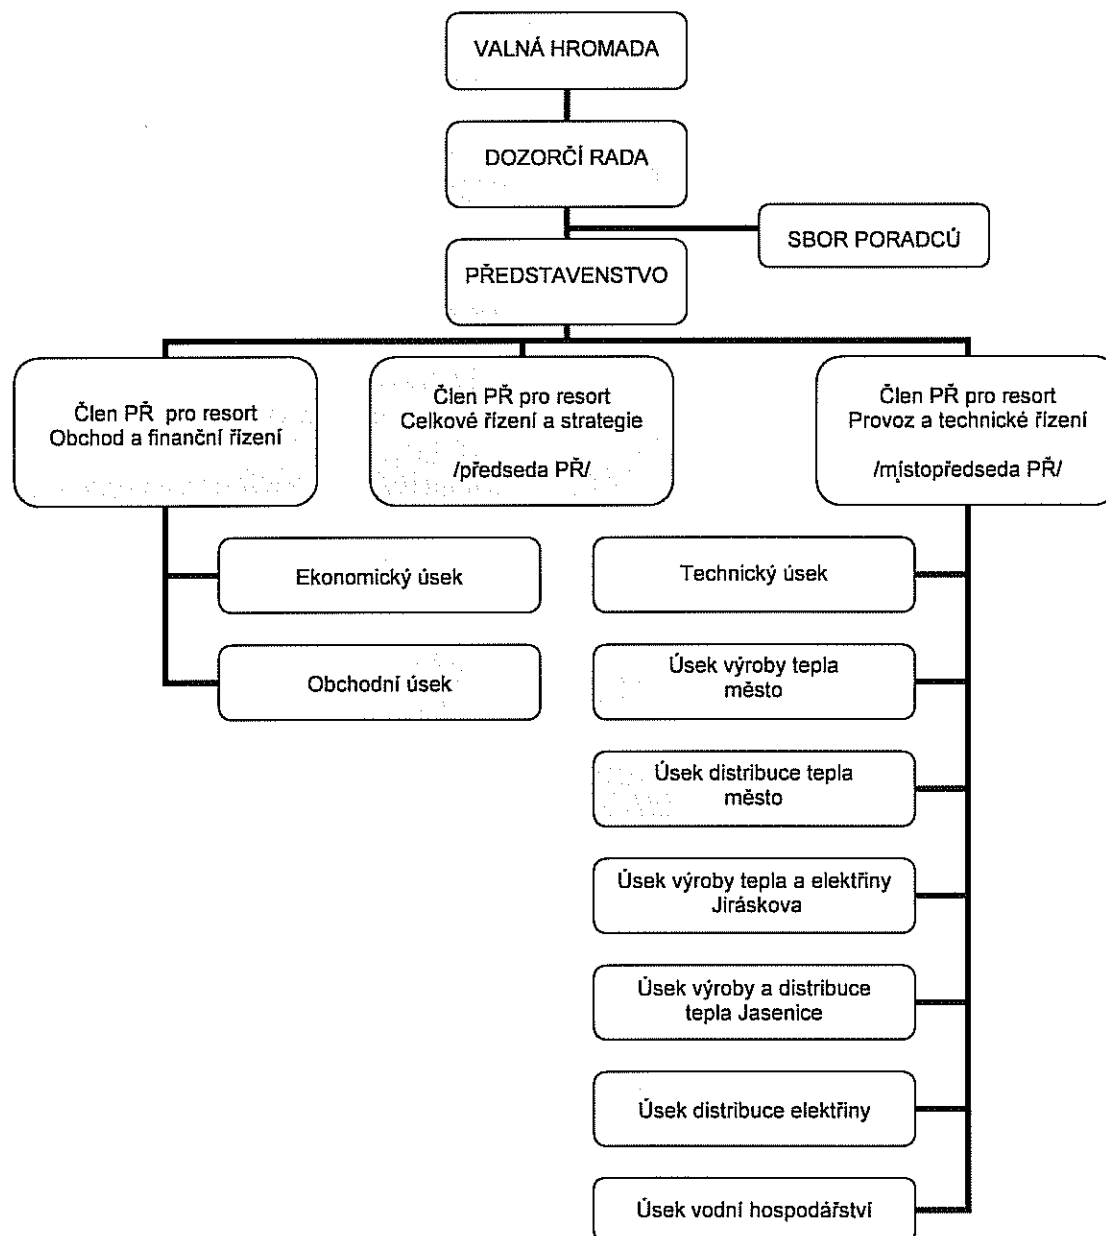 VALNÁ HROMADA
DOZORČÍ RADA
SBOR PORADCŮ
PŘEDSTAVENSTVO
Člen PŘ pro resort
Obchod a finanční řízení
Člen PŘ pro resort
Celkové řízení a strategie
/předseda PŘ/
Člen PŘ pro resort
Provoz a technické řízení
/místopředseda PŘ/
Ekonomický úsek
Obchodní úsek
Technický úsek
Úsek výroby tepla
město
Úsek distribuce tepla
město
Úsek výroby tepla a elektřiny
Jiráskova
Úsek výroby a distribuce
tepla Jasenice
Úsek distribuce elektřiny
Úsek vodní hospodářství